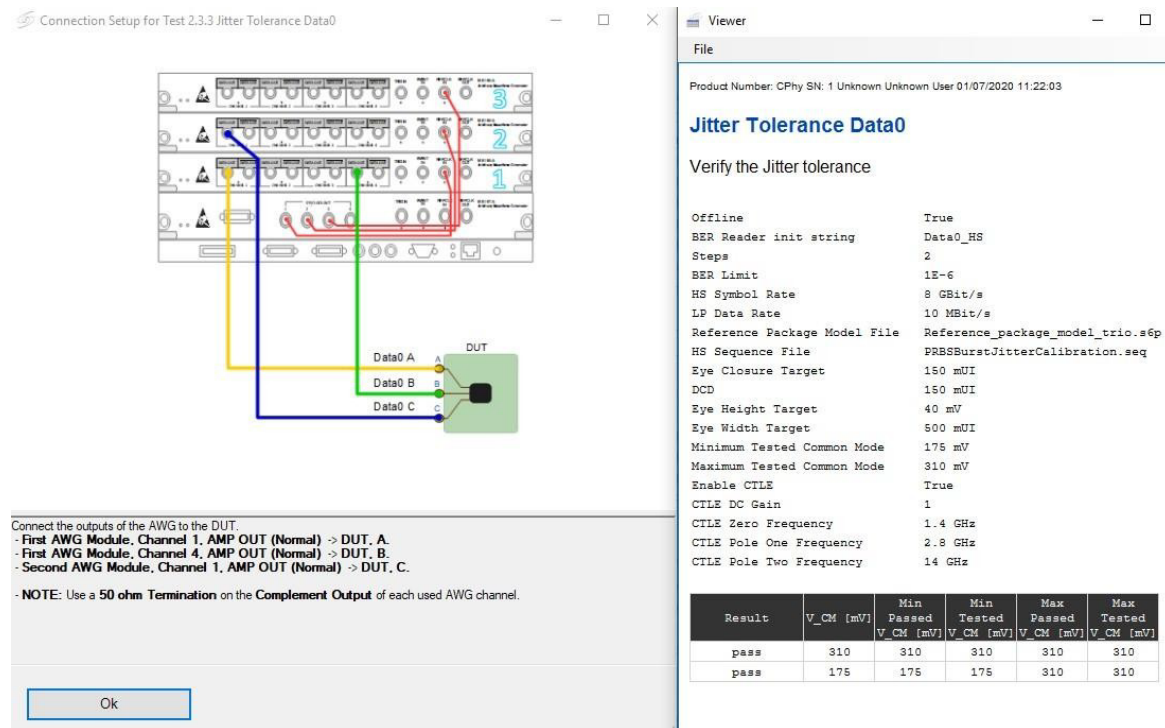 Connection Setup for Test 2.3.3 Jitter Tolerance Data0
3
2
1
DUT
Data0 A
A
Data0 B
B
Data0 C
C
Connect the outputs of the AWG to the DUT.
- First AWG Module, Channel 1, AMP OUT (Normal) -> DUT, A.
- First AWG Module, Channel 4, AMP OUT (Normal) -> DUT, B.
- Second AWG Module, Channel 1, AMP OUT (Normal) -> DUT, C.
- NOTE: Use a 50 ohm Termination on the Complement Output of each used AWG channel.
Ok
Viewer
File
Product Number: CPhy SN: 1 Unknown Unknown User 01/07/2020 11:22:03
Jitter Tolerance Data0
Verify the Jitter tolerance
Offline True
BER Reader init string Data0_HS
Steps 2
BER Limit 1E-6
HS Symbol Rate 8 GBit/s
LP Data Rate 10 MBit/s
Reference Package Model File Reference_package_model_trio.s6p
HS Sequence File PRBSBurstJitterCalibration.seq
Eye Closure Target 150 mUI
DCD 150 mUI
Eye Height Target 40 mV
Eye Width Target 500 mUI
Minimum Tested Common Mode 175 mV
Maximum Tested Common Mode 310 mV
Enable CTLE True
CTLE DC Gain 1
CTLE Zero Frequency 1.4 GHz
CTLE Pole One Frequency 2.8 GHz
CTLE Pole Two Frequency 14 GHz
Result V_CM [mV] Min Passed V_CM [mV] Min Tested V_CM [mV] Max Passed V_CM [mV] Max Tested V_CM [mV]
pass 310 310 310 310 310
pass 175 175 175 310 310